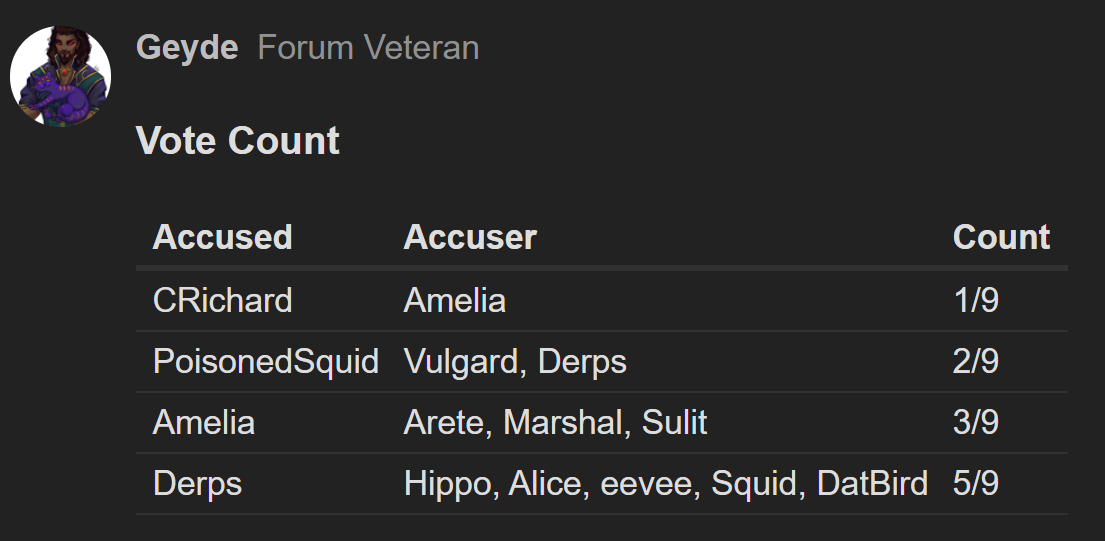 Geyde Forum Veteran
Vote Count
Accused Accuser Count
CRichard Amelia 1/9
PoisonedSquid Vulgard, Derps 2/9
Amelia Arete, Marshal, Sulit 3/9
Derps Hippo, Alice, eevee, Squid, DatBird 5/9